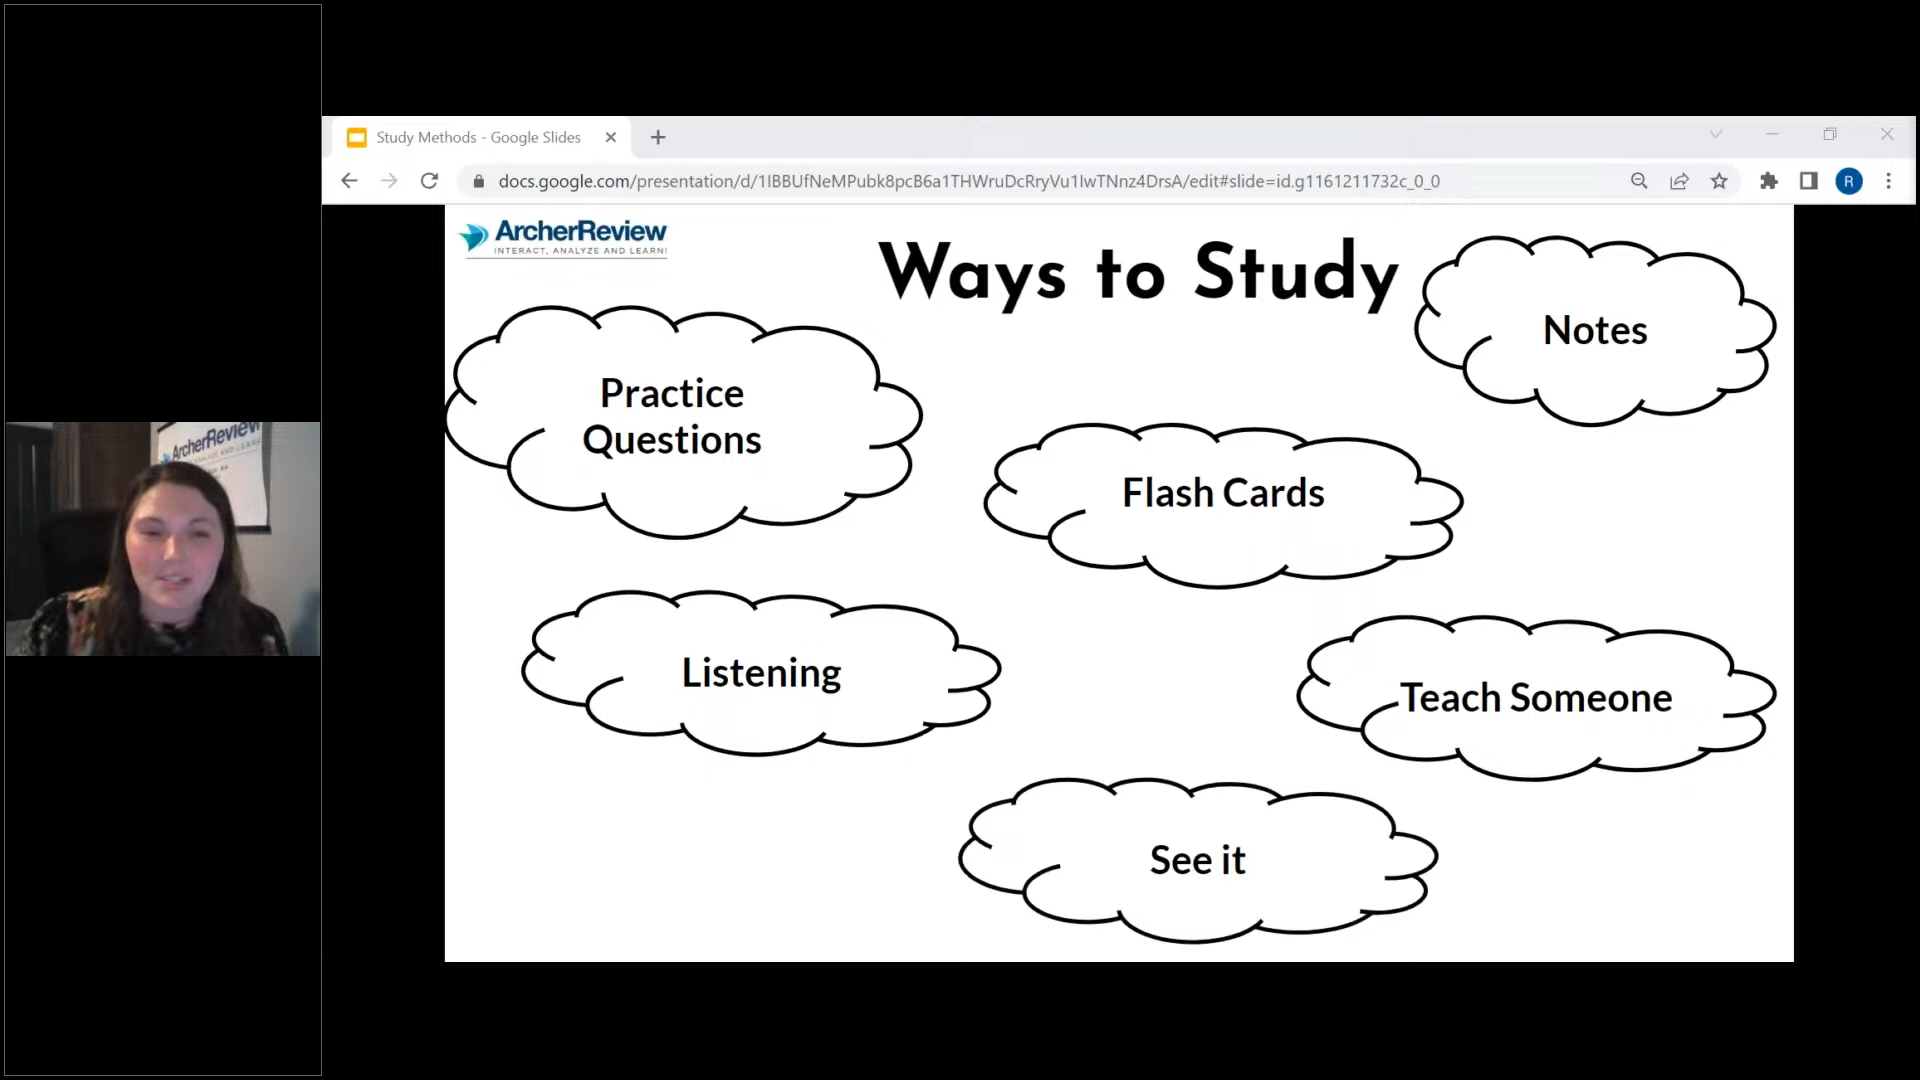 Study Methods - Google Slides
docs.google.com/presentation/d/1IBBUfNeMPubk8pcB6a1THWruDcRryVu1IwTNnz4DrsA/edit#slide=id.g1161211732c_0_0
R
ArcherReview
INTERACT, ANALYZE AND LEARN!
Ways to Study
Notes
Practice
Questions
Flash Cards
Listening
Teach Someone
See it
ArcherReview